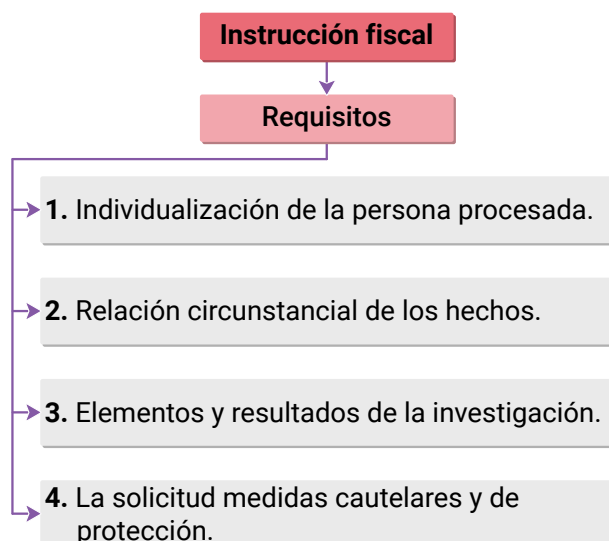 Instrucción fiscal
Requisitos
1. Individualización de la persona procesada.
2. Relación circunstancial de los hechos.
3. Elementos y resultados de la investigación.
4. La solicitud medidas cautelares y de
protección.